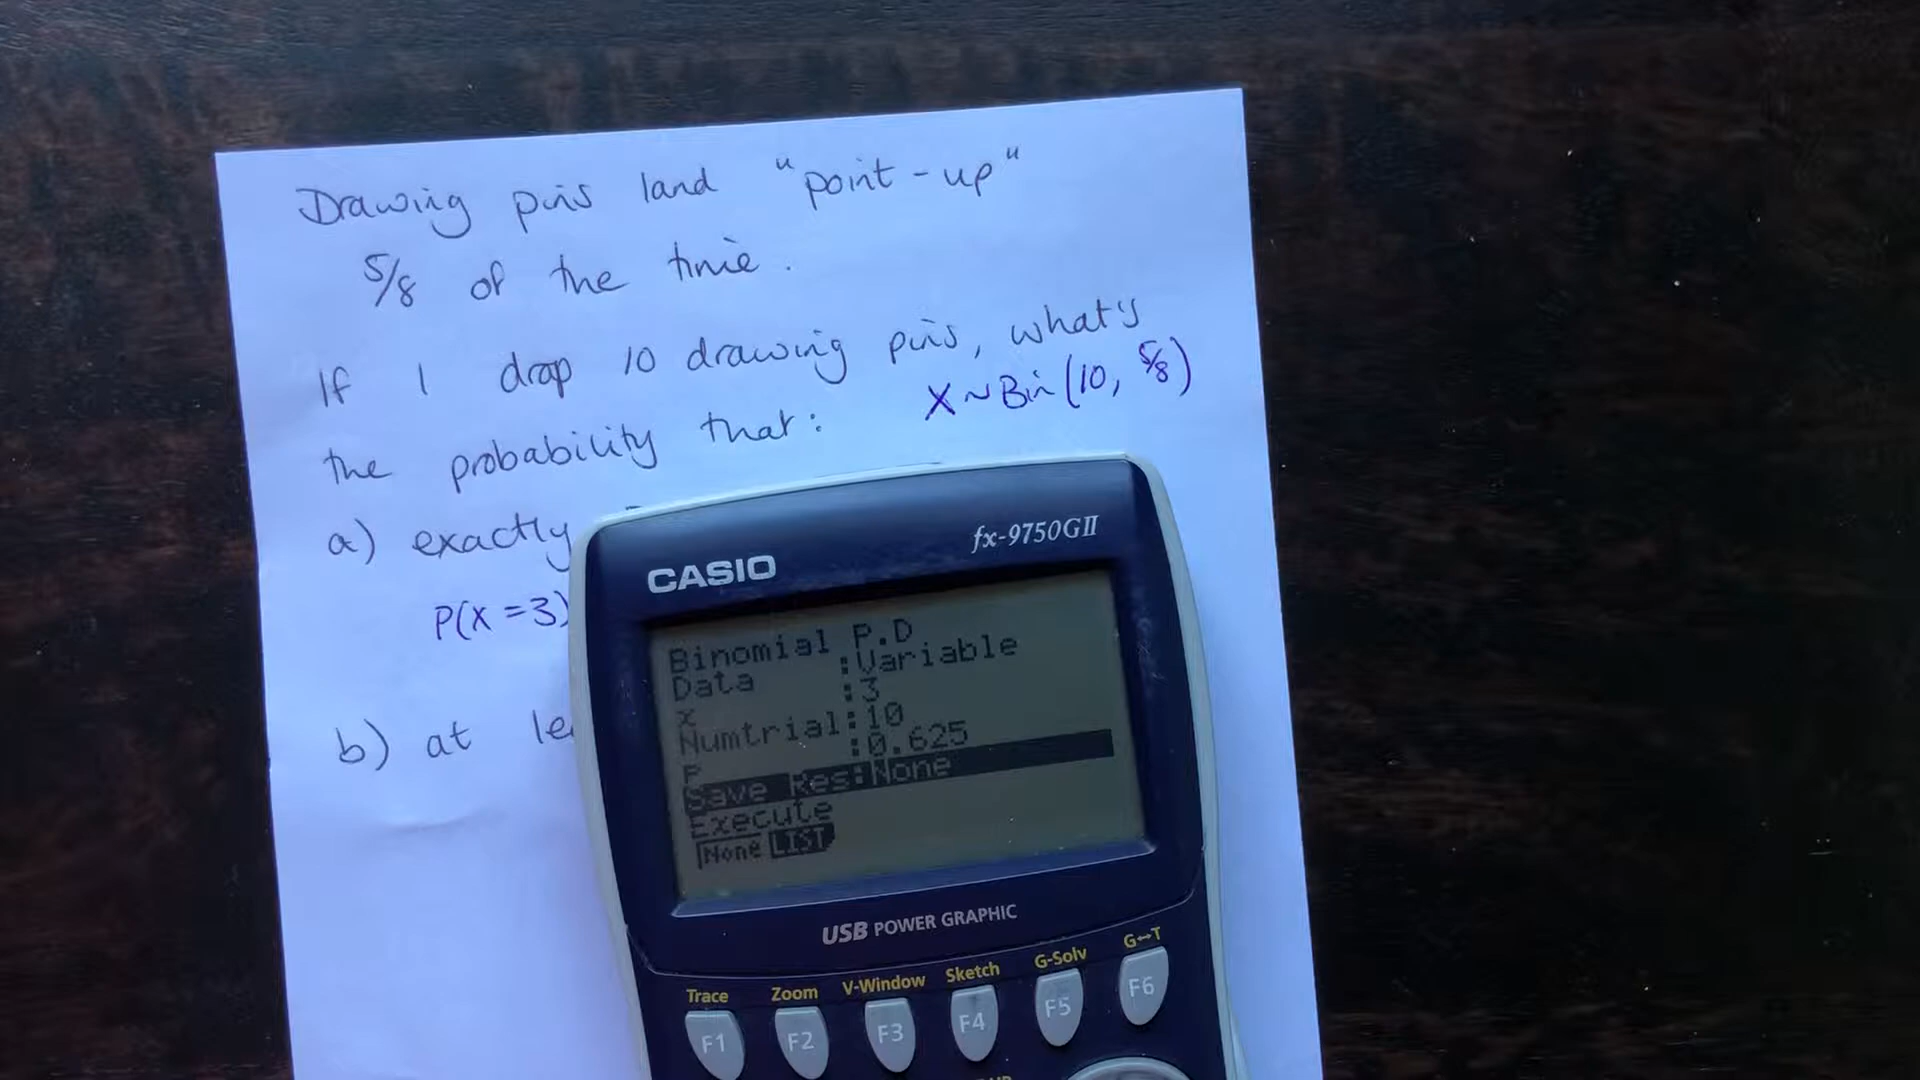 Drawing pins land "point-up"
5/8 of the time.
If I drop 10 drawing pins, what's
the probability that:
X ~ Bin(10, 5/8)
a) exactly
P(X = 3)
b) at
CASIO
fx-9750GII
Binomial P.D
Data :Variable
x :3
Numtrial:10
P :0.625
Save Res:None
Execute
None LIST
USB POWER GRAPHIC
Trace Zoom V-Window Sketch G-Solv G↔T
F1 F2 F3 F4 F5 F6